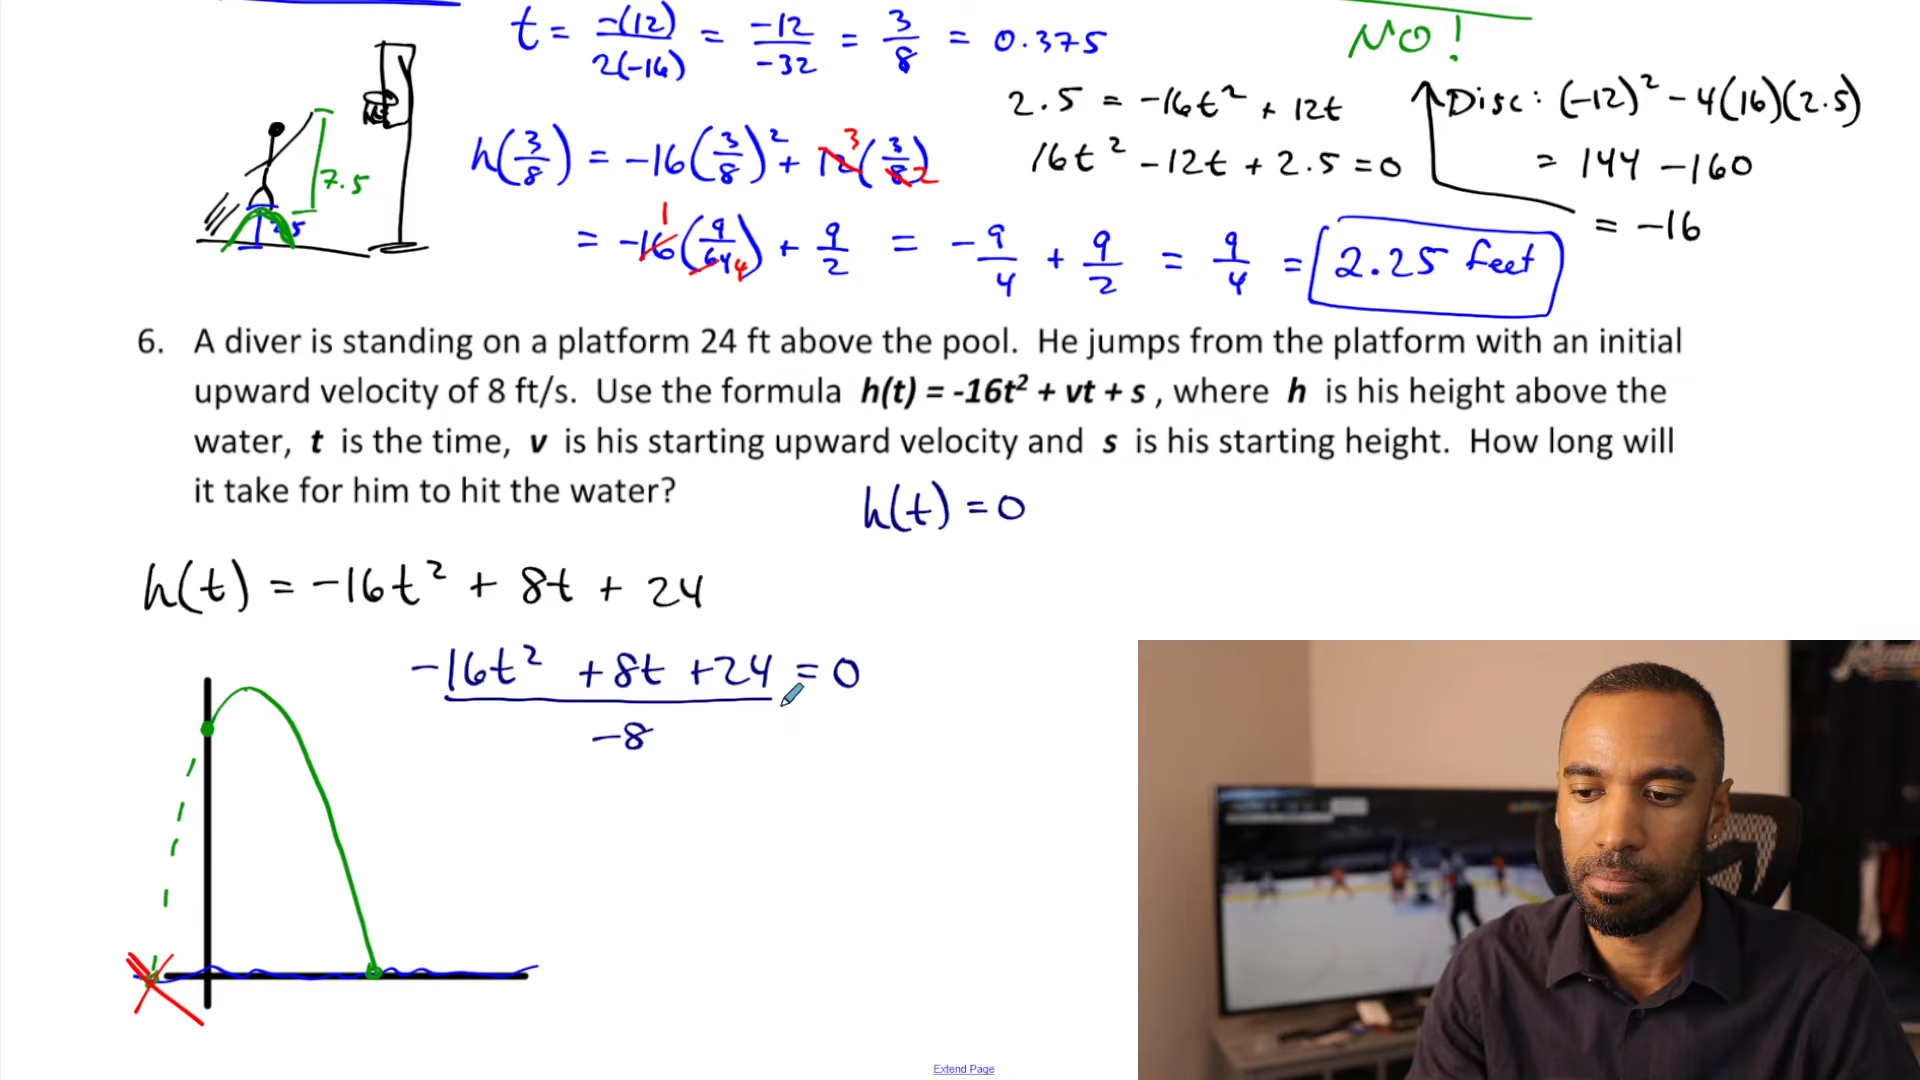 t = -(12)/2(-16) = -12/-32 = 3/8 = 0.375
NO!
2.5 = -16t² + 12t
Disc: (-12)² - 4(16)(2.5)
h(3/8) = -16(3/8)² + 12 3 (3/8 2)
16t² - 12t + 2.5 = 0
= 144 - 160
7.5
= -16
= -16 1 (9/64 4) + 9/2 = -9/4 + 9/2 = 9/4 = 2.25 feet
6. A diver is standing on a platform 24 ft above the pool. He jumps from the platform with an initial
upward velocity of 8 ft/s. Use the formula h(t) = -16t² + vt + s , where h is his height above the
water, t is the time, v is his starting upward velocity and s is his starting height. How long will
it take for him to hit the water?
h(t) = 0
h(t) = -16t² + 8t + 24
-16t² + 8t + 24 = 0
-8
Extend Page